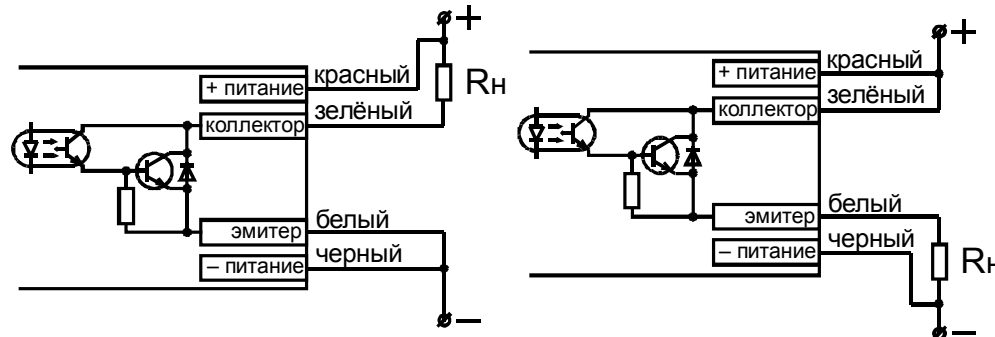 +
красный
+ питание
Rн
зелёный
коллектор
белый
эмитер
черный
– питание
–
+
красный
+ питание
зелёный
коллектор
белый
эмитер
черный
– питание
Rн
–